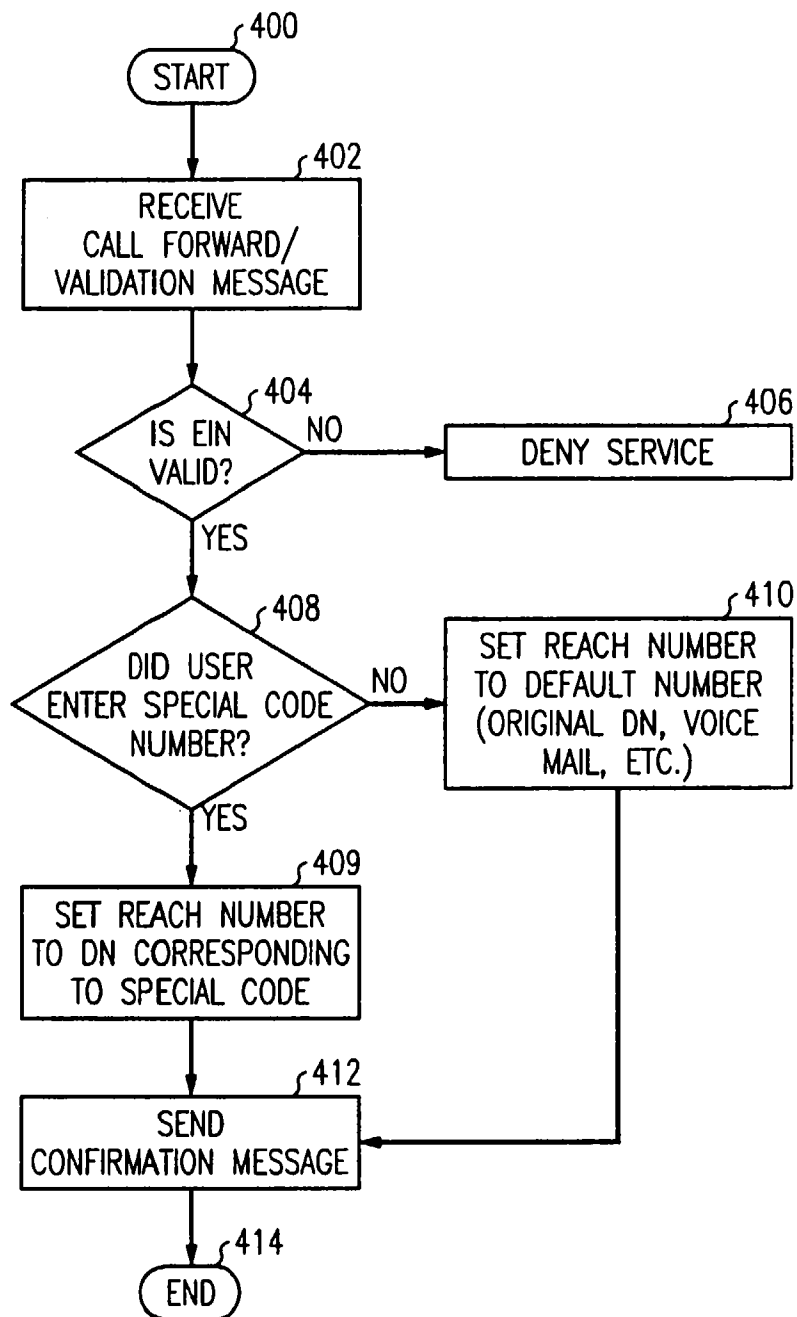 400
START
402
RECEIVE
CALL FORWARD/
VALIDATION MESSAGE
404
IS EIN
VALID?
NO
406
DENY SERVICE
YES
408
DID USER
ENTER SPECIAL CODE
NUMBER?
NO
410
SET REACH NUMBER
TO DEFAULT NUMBER
(ORIGINAL DN, VOICE
MAIL, ETC.)
YES
409
SET REACH NUMBER
TO DN CORRESPONDING
TO SPECIAL CODE
412
SEND
CONFIRMATION MESSAGE
414
END